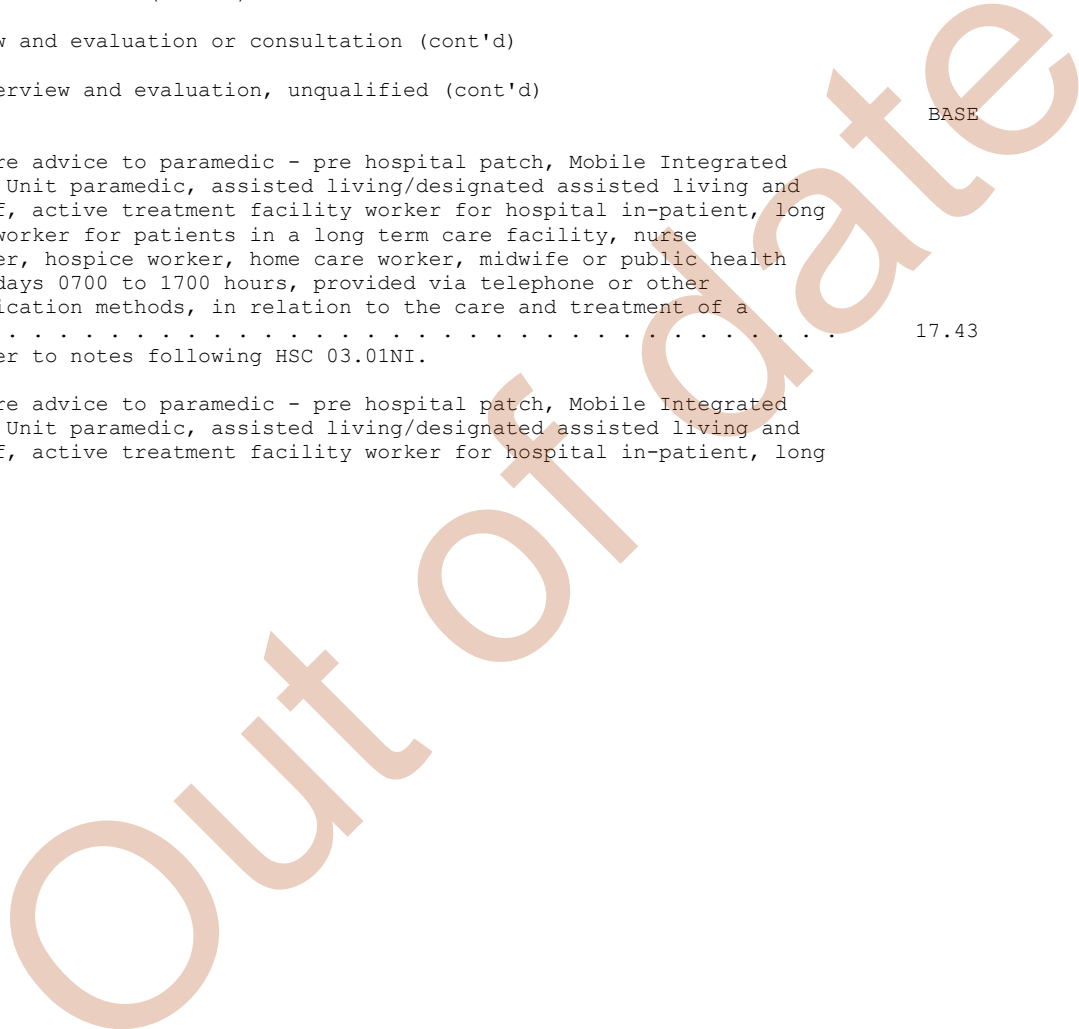 w and evaluation or consultation (cont'd)
erview and evaluation, unqualified (cont'd)
BASE
re advice to paramedic - pre hospital patch, Mobile Integrated
Unit paramedic, assisted living/designated assisted living and
f, active treatment facility worker for hospital in-patient, long
worker for patients in a long term care facility, nurse
er, hospice worker, home care worker, midwife or public health
days 0700 to 1700 hours, provided via telephone or other
ication methods, in relation to the care and treatment of a
. . . . . . . . . . . . . . . . . . . . . . . . . . . . . . . . . 17.43
er to notes following HSC 03.01NI.
re advice to paramedic - pre hospital patch, Mobile Integrated
Unit paramedic, assisted living/designated assisted living and
f, active treatment facility worker for hospital in-patient, long
Out of date